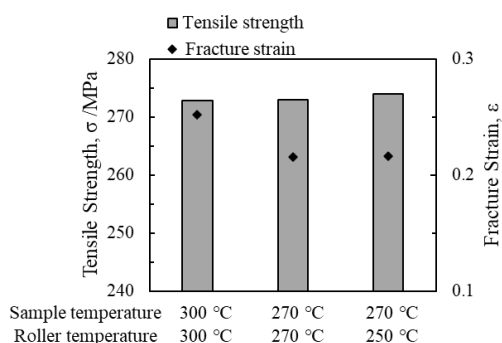 Tensile strength
Fracture strain
280
270
260
250
240
Tensile Strength, σ /MPa
0.3
0.2
0.1
Fracture Strain, ε
Sample temperature 300 °C 270 °C 270 °C
Roller temperature 300 °C 270 °C 250 °C